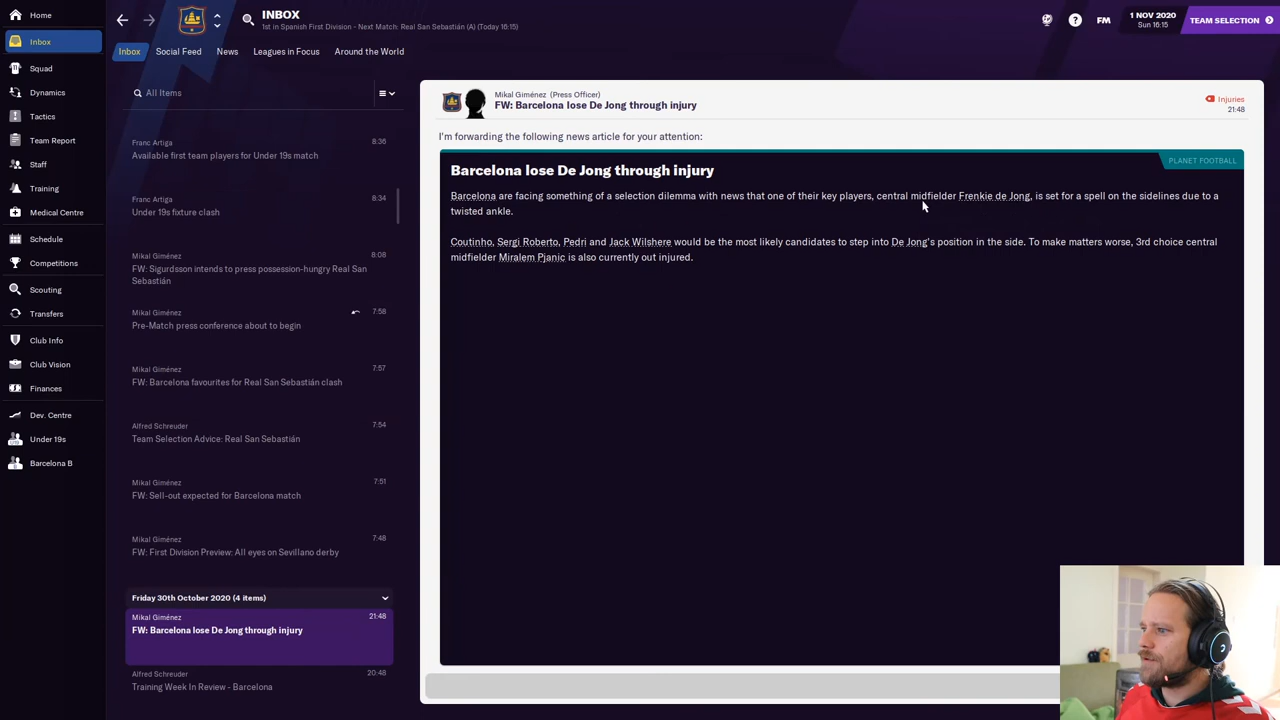 Home
Inbox
Squad
Dynamics
Tactics
Team Report
Staff
Training
Medical Centre
Schedule
Competitions
Scouting
Transfers
Club Info
Club Vision
Finances
Dev. Centre
Under 19s
Barcelona B
INBOX
1st in Spanish First Division - Next Match: Real San Sebastián (A) (Today 16:15)
FM
1 NOV 2020
Sun 16:15
TEAM SELECTION
Inbox
Social Feed
News
Leagues in Focus
Around the World
All Items
Franc Artiga
8:36
Available first team players for Under 19s match
Franc Artiga
8:34
Under 19s fixture clash
Mikal Giménez
8:08
FW: Sigurdsson intends to press possession-hungry Real San
Sebastián
Mikal Giménez
7:58
Pre-Match press conference about to begin
Mikal Giménez
7:57
FW: Barcelona favourites for Real San Sebastián clash
Alfred Schreuder
7:54
Team Selection Advice: Real San Sebastián
Mikal Giménez
7:51
FW: Sell-out expected for Barcelona match
Mikal Giménez
7:48
FW: First Division Preview: All eyes on Sevillano derby
Friday 30th October 2020 (4 items)
Mikal Giménez
21:48
FW: Barcelona lose De Jong through injury
Alfred Schreuder
20:48
Training Week In Review - Barcelona
Mikal Giménez (Press Officer)
FW: Barcelona lose De Jong through injury
Injuries
21:48
I'm forwarding the following news article for your attention:
PLANET FOOTBALL
Barcelona lose De Jong through injury
Barcelona are facing something of a selection dilemma with news that one of their key players, central midfielder Frenkie de Jong, is set for a spell on the sidelines due to a
twisted ankle.
Coutinho, Sergi Roberto, Pedri and Jack Wilshere would be the most likely candidates to step into De Jong's position in the side. To make matters worse, 3rd choice central
midfielder Miralem Pjanic is also currently out injured.